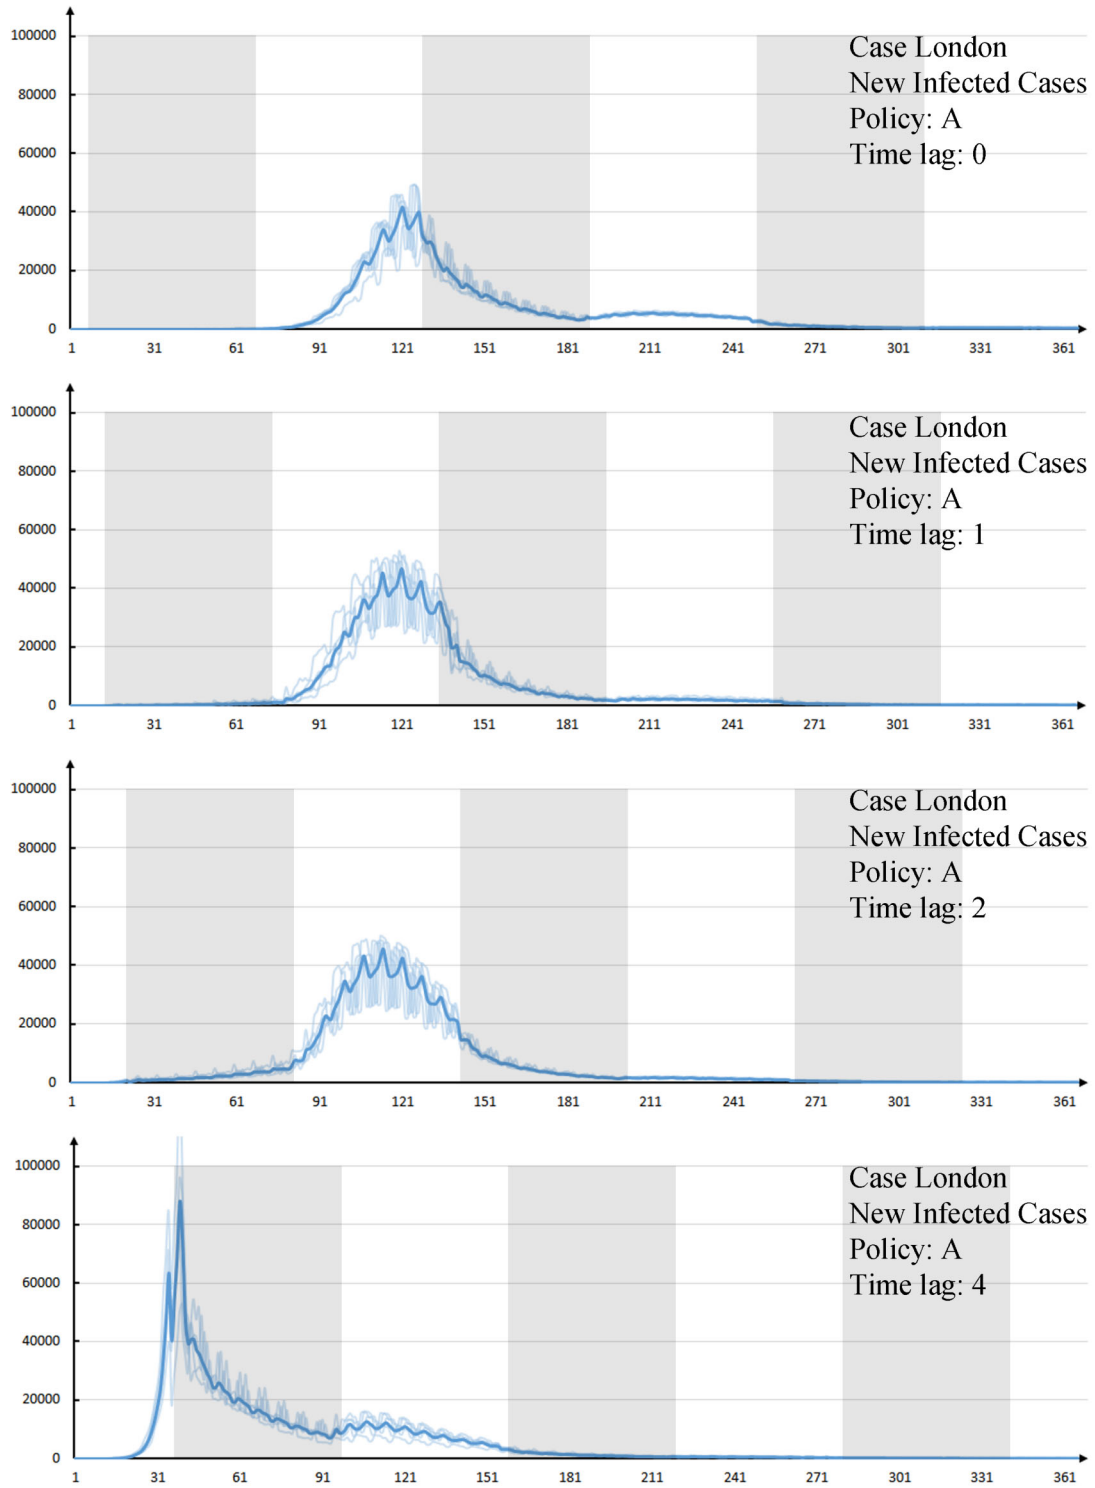 100000
80000
60000
40000
20000
0
1 31 61 91 121 151 181 211 241 271 301 331 361
Case London
New Infected Cases
Policy: A
Time lag: 0
100000
80000
60000
40000
20000
0
1 31 61 91 121 151 181 211 241 271 301 331 361
Case London
New Infected Cases
Policy: A
Time lag: 1
100000
80000
60000
40000
20000
0
1 31 61 91 121 151 181 211 241 271 301 331 361
Case London
New Infected Cases
Policy: A
Time lag: 2
100000
80000
60000
40000
20000
0
1 31 61 91 121 151 181 211 241 271 301 331 361
Case London
New Infected Cases
Policy: A
Time lag: 4